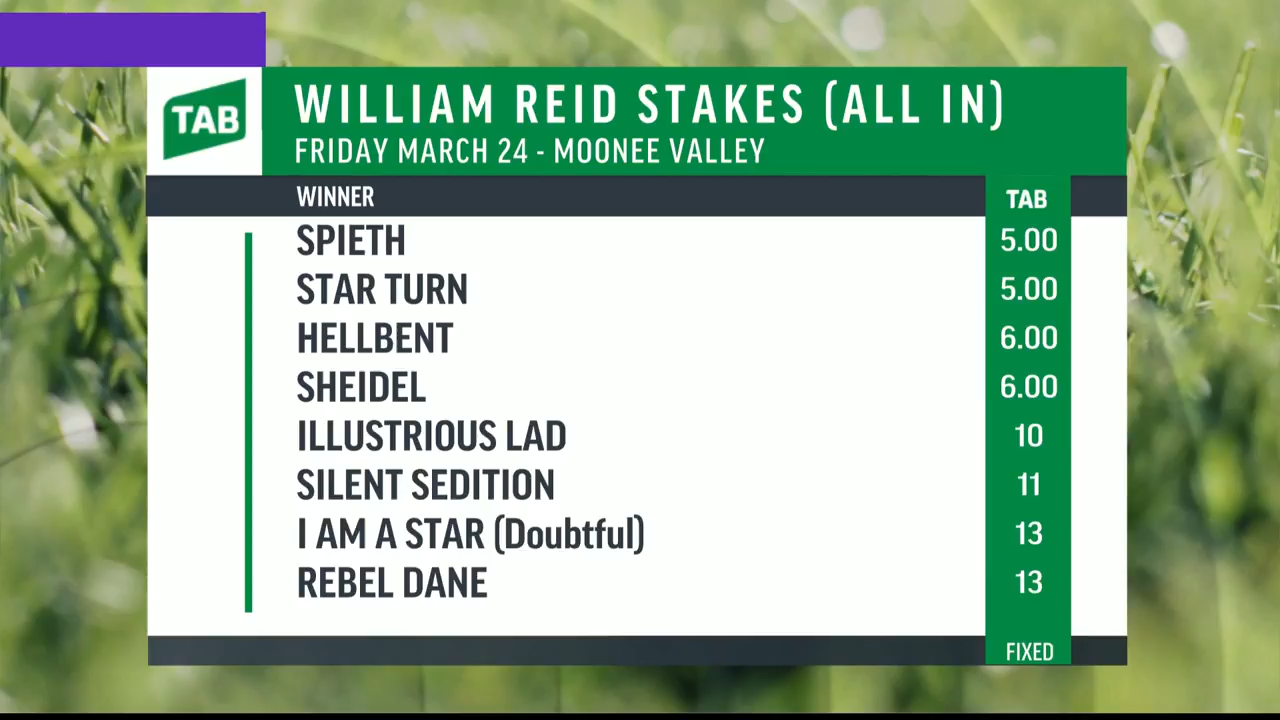 TAB
WILLIAM REID STAKES (ALL IN)
FRIDAY MARCH 24 - MOONEE VALLEY
WINNER TAB
SPIETH 5.00
STAR TURN 5.00
HELLBENT 6.00
SHEIDEL 6.00
ILLUSTRIOUS LAD 10
SILENT SEDITION 11
I AM A STAR (Doubtful) 13
REBEL DANE 13
FIXED